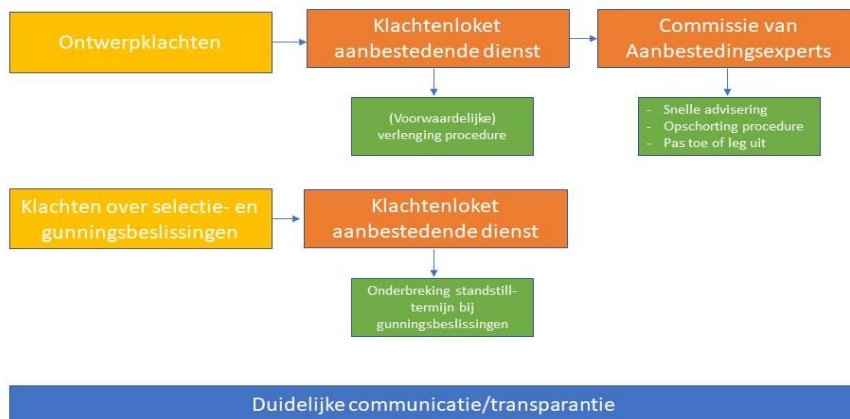 Ontwerpklachten
Klachtenloket
aanbestedende dienst
Commissie van
Aanbestedingsexperts
(Voorwaardelijke)
verlenging procedure
- Snelle advisering
- Opschorting procedure
- Pas toe of leg uit
Klachten over selectie- en
gunningsbeslissingen
Klachtenloket
aanbestedende dienst
Onderbreking standstill-
termijn bij
gunningsbeslissingen
Duidelijke communicatie/transparantie